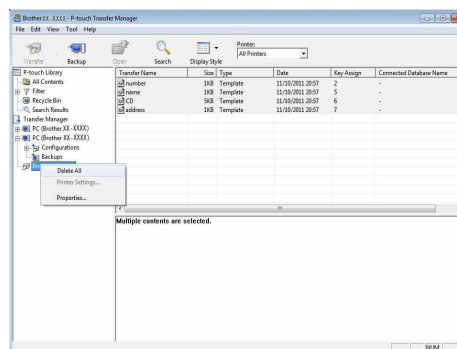 Brother XX-XXXX - P-touch Transfer Manager
File Edit View Tool Help
Transfer Backup Open Search Display Style
Printer:
All Printers
P-touch Library
All Contents
Filter
Recycle Bin
Search Results
Transfer Manager
PC (Brother XX-XXXX)
PC (Brother XX-XXXX)
Configurations
Backups
Delete All
Printer Settings...
Properties...
Transfer Name Size Type Date Key Assign Connected Database Name
number 1KB Template 11/10/2011 20:57 2 -
name 1KB Template 11/10/2011 20:57 5 -
CD 5KB Template 11/10/2011 20:57 6 -
address 1KB Template 11/10/2011 20:57 7 -
Multiple contents are selected.
NUM